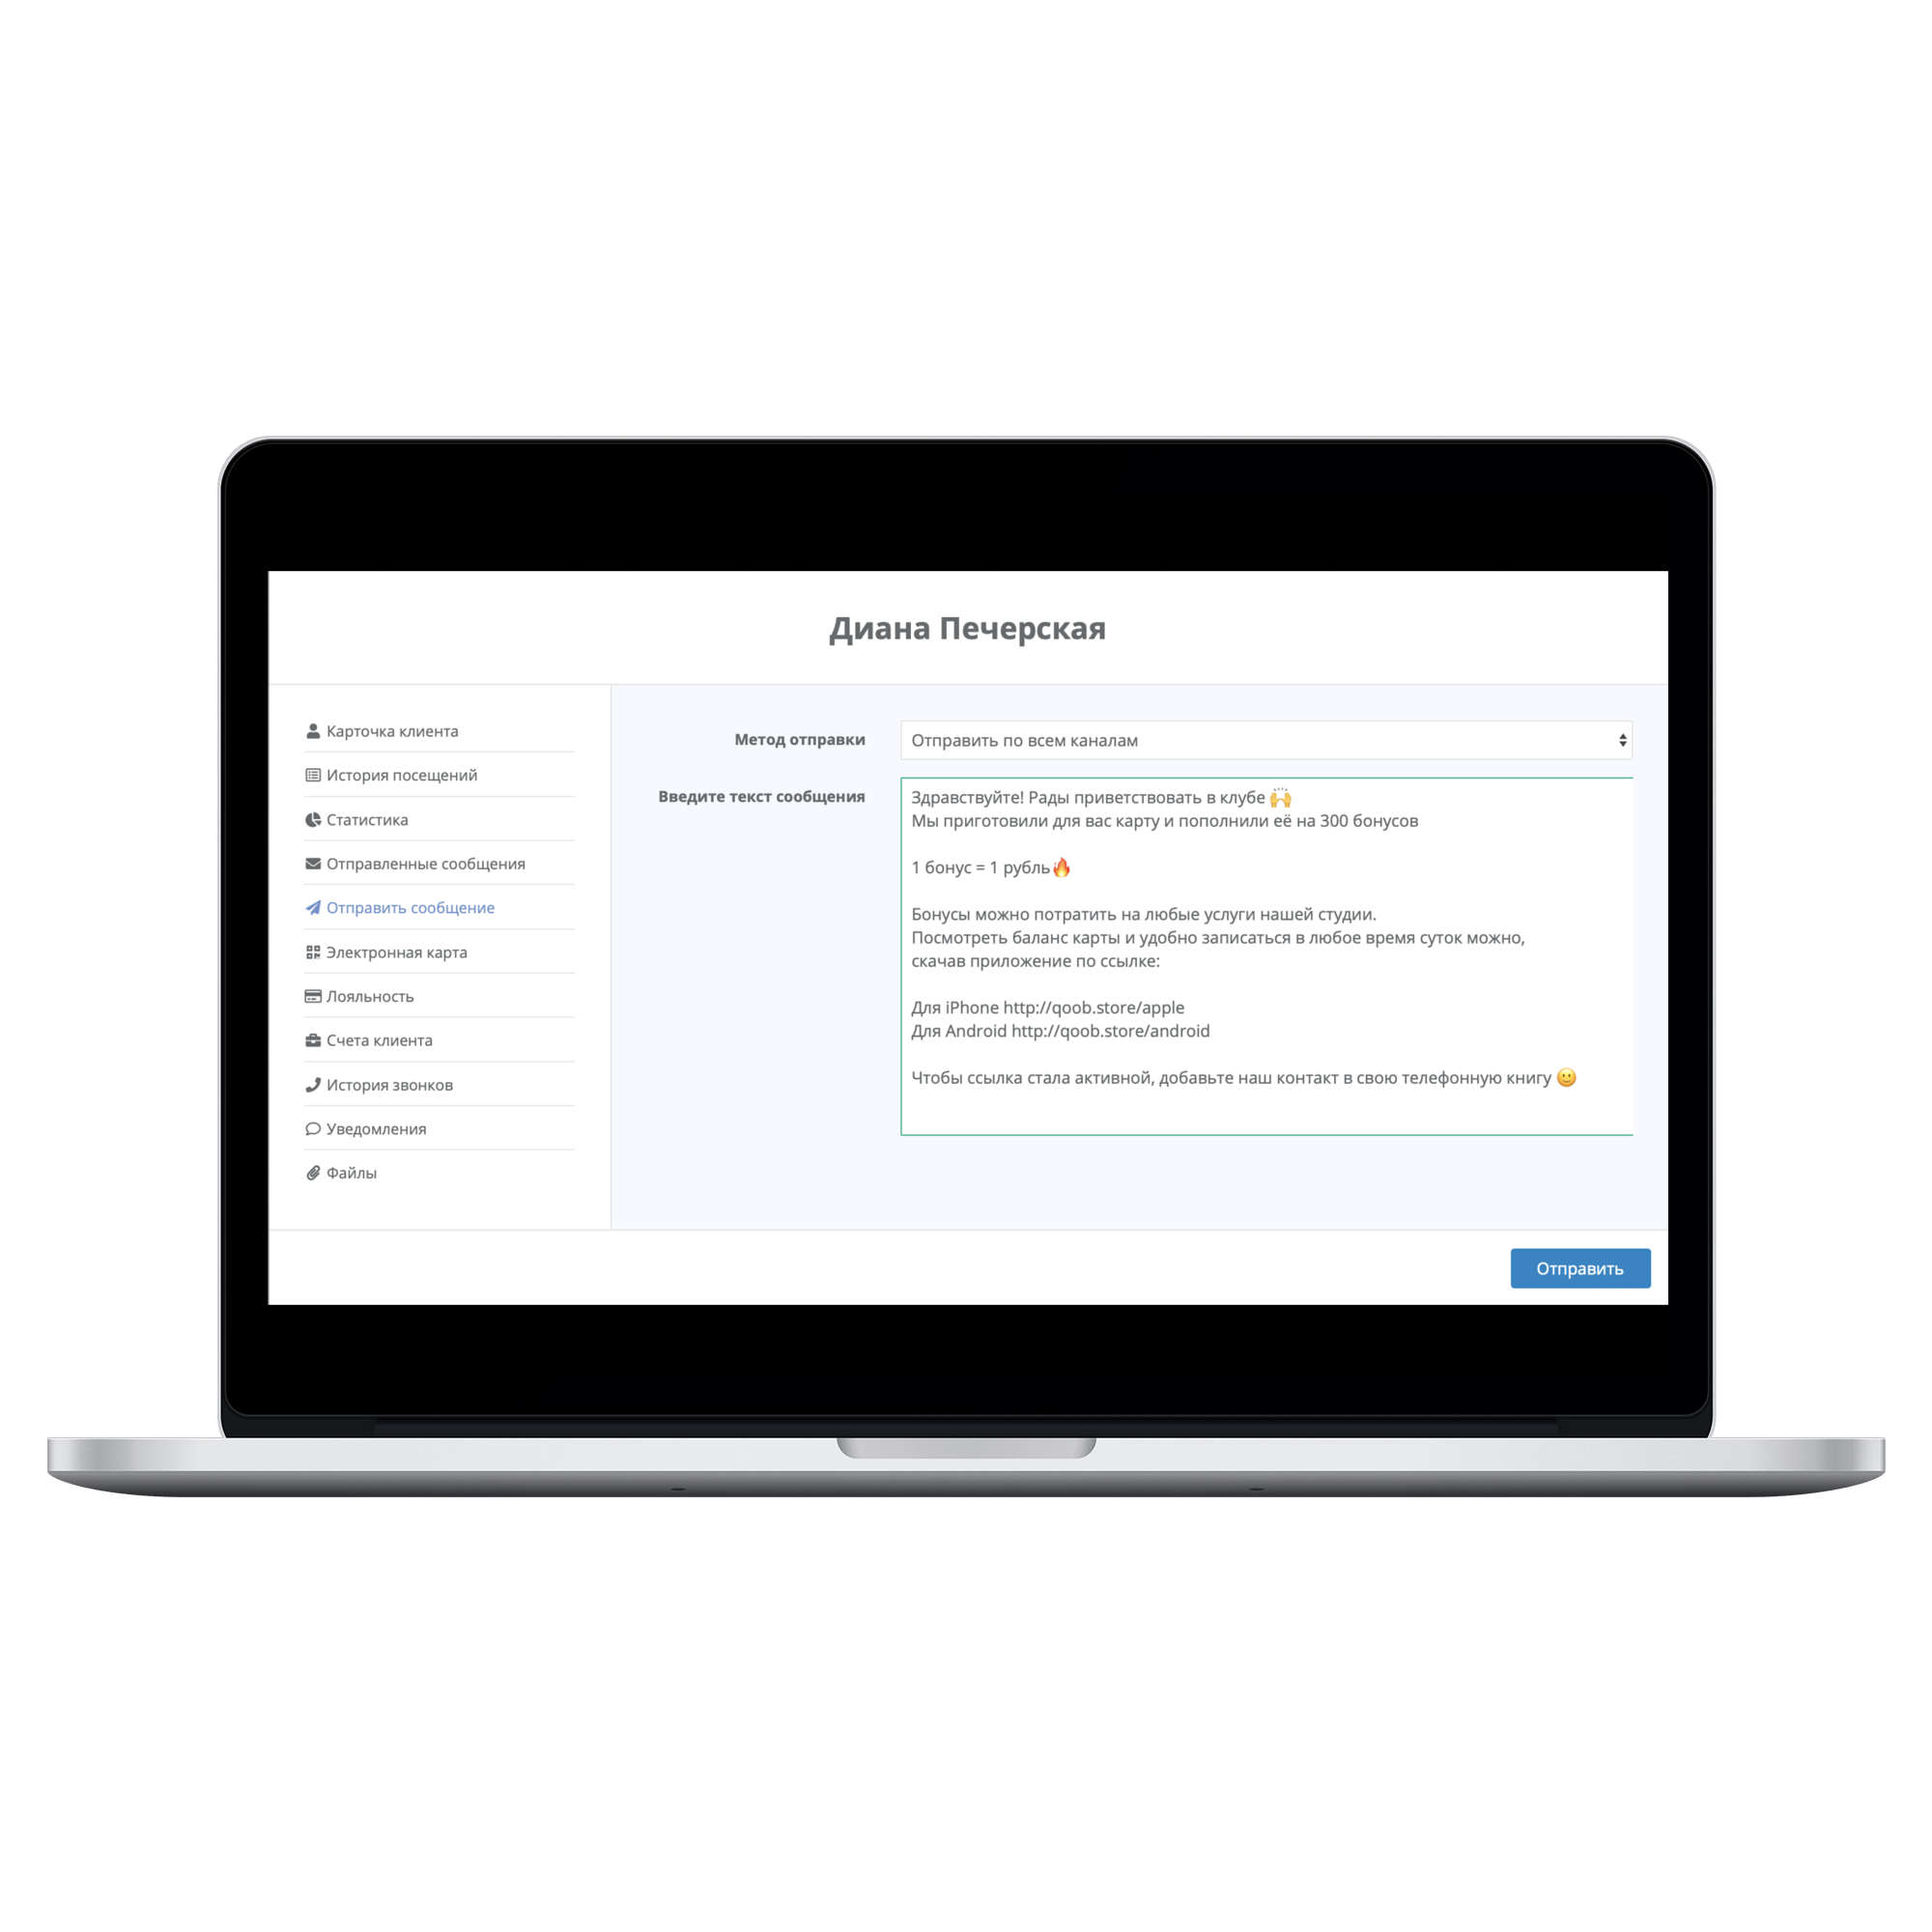 Диана Печерская
Карточка клиента
История посещений
Статистика
Отправленные сообщения
Отправить сообщение
Электронная карта
Лояльность
Счета клиента
История звонков
Уведомления
Файлы
Метод отправки
Отправить по всем каналам
Введите текст сообщения
Здравствуйте! Рады приветствовать в клубе 🙌
Мы приготовили для вас карту и пополнили её на 300 бонусов
1 бонус = 1 рубль🔥
Бонусы можно потратить на любые услуги нашей студии.
Посмотреть баланс карты и удобно записаться в любое время суток можно,
скачав приложение по ссылке:
Для iPhone http://qoob.store/apple
Для Android http://qoob.store/android
Чтобы ссылка стала активной, добавьте наш контакт в свою телефонную книгу 🙂
Отправить